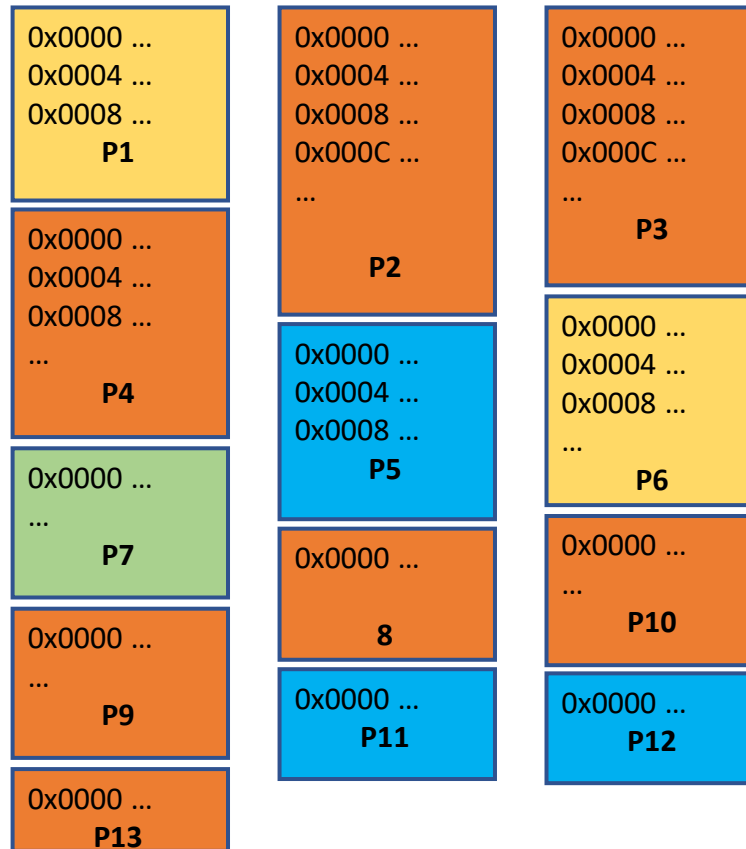 0x0000 ...
0x0004 ...
0x0008 ...
P1
0x0000 ...
0x0004 ...
0x0008 ...
0x000C ...
...
P2
0x0000 ...
0x0004 ...
0x0008 ...
0x000C ...
...
P3
0x0000 ...
0x0004 ...
0x0008 ...
...
P4
0x0000 ...
0x0004 ...
0x0008 ...
P5
0x0000 ...
0x0004 ...
0x0008 ...
...
P6
0x0000 ...
...
P7
0x0000 ...
8
0x0000 ...
...
P9
0x0000 ...
...
P10
0x0000 ...
P11
0x0000 ...
P12
0x0000 ...
P13